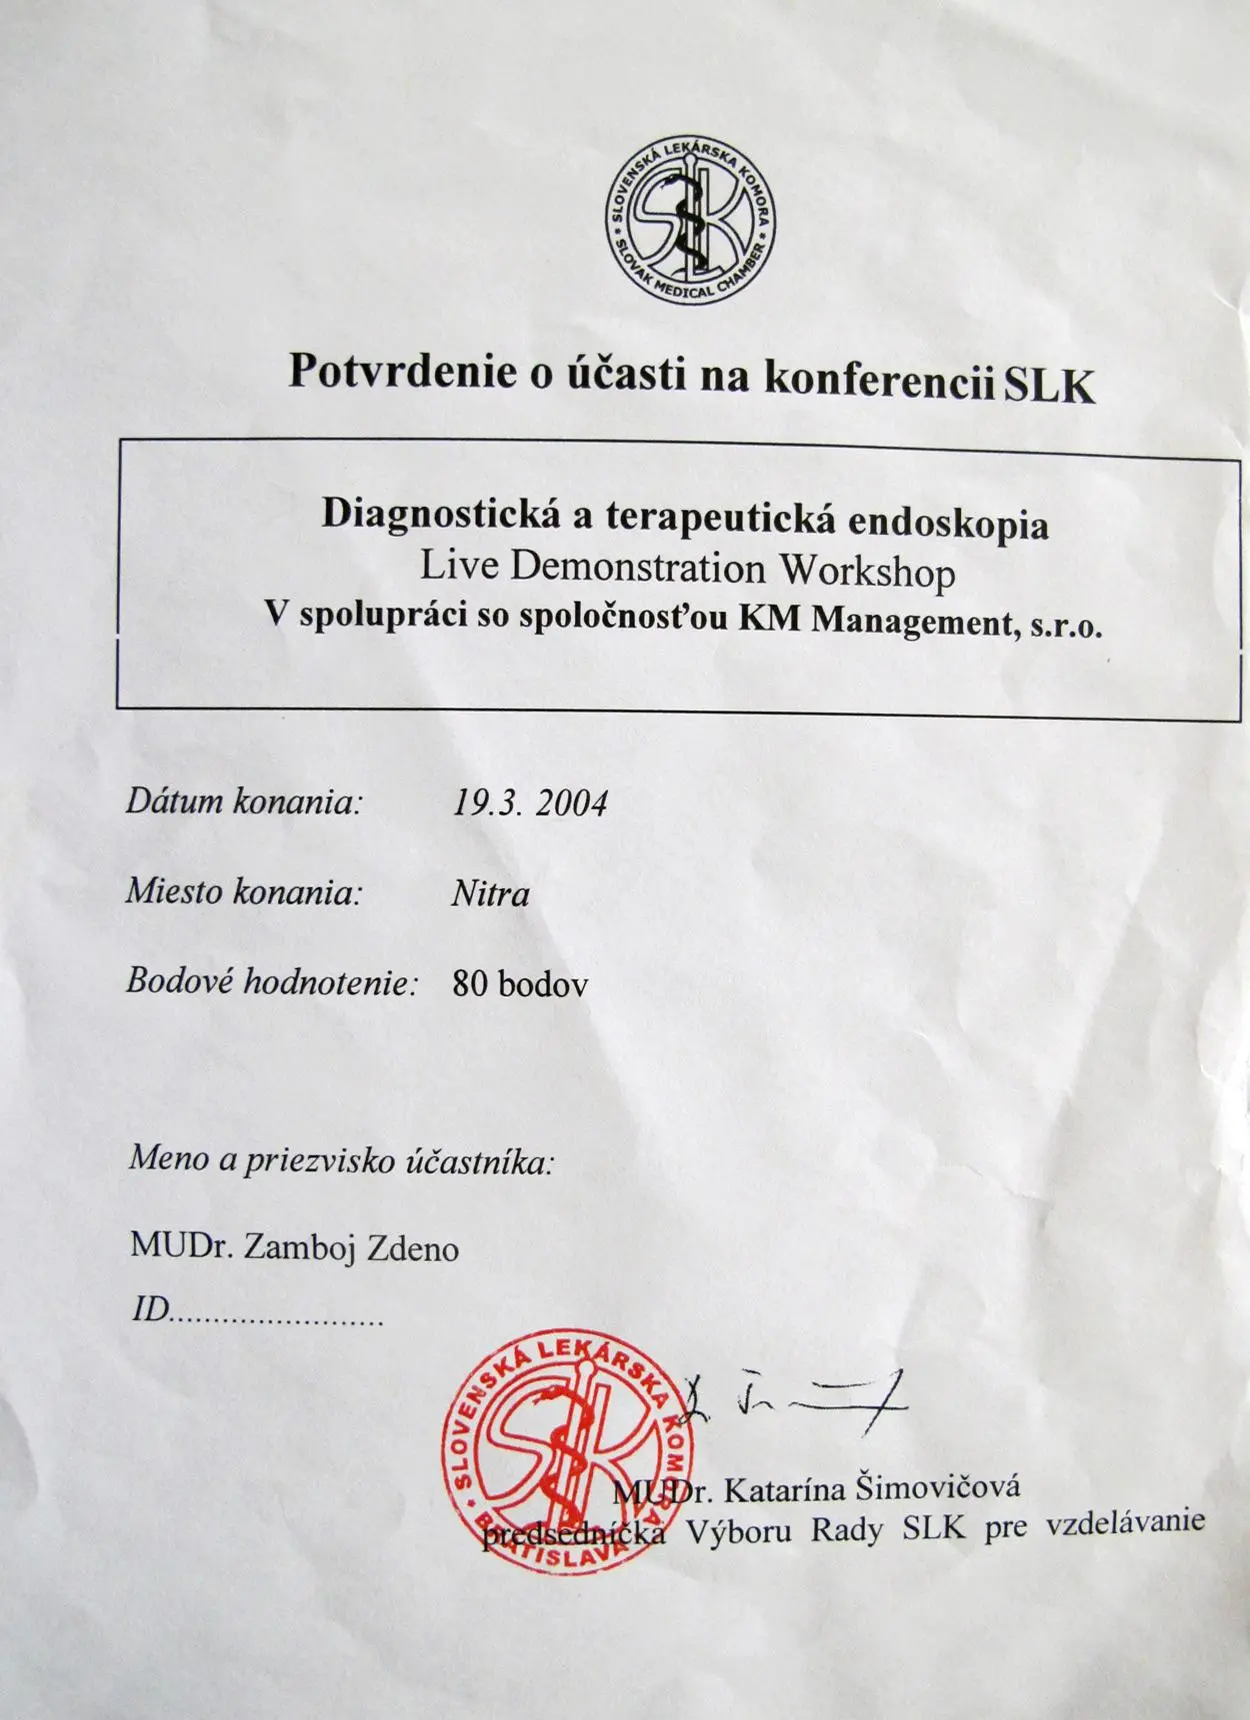 SLOVENSKÁ LEKÁRSKA KOMORA
SLK
* SLOVAK MEDICAL CHAMBER *
Potvrdenie o účasti na konferencii SLK
Diagnostická a terapeutická endoskopia
Live Demonstration Workshop
V spolupráci so spoločnosťou KM Management, s.r.o.
Dátum konania: 19.3. 2004
Miesto konania: Nitra
Bodové hodnotenie: 80 bodov
Meno a priezvisko účastníka:
MUDr. Zamboj Zdeno
ID........................
* SLOVENSKÁ LEKÁRSKA KOMORA
SLK
BRATISLAVA
MUDr. Katarína Šimovičová
predsedníčka Výboru Rady SLK pre vzdelávanie